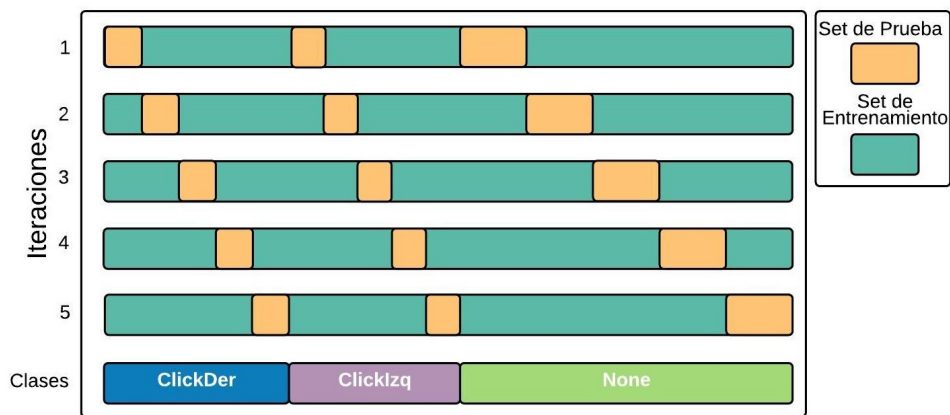 Iteraciones
1
2
3
4
5
Clases
ClickDer
ClickIzq
None
Set de Prueba
Set de
Entrenamiento